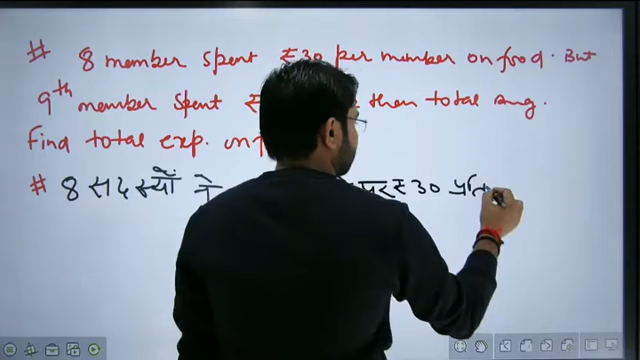 # 8 member spent ₹30 per member on food. But
9th member spent ₹ then total avg.
Find total exp. on f
# 8 सदस्यों ने पर ₹30 प्रति